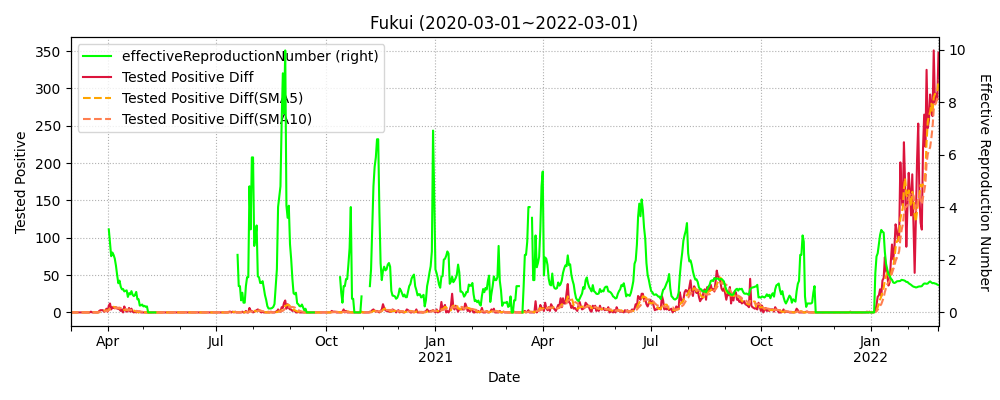 Fukui (2020-03-01~2022-03-01)
effectiveReproductionNumber (right)
Tested Positive Diff
Tested Positive Diff(SMA5)
Tested Positive Diff(SMA10)
Tested Positive
350
300
250
200
150
100
50
0
10
8
6
4
2
0
Effective Reproduction Number
Apr Jul Oct Jan Apr Jul Oct Jan
2021 2022
Date